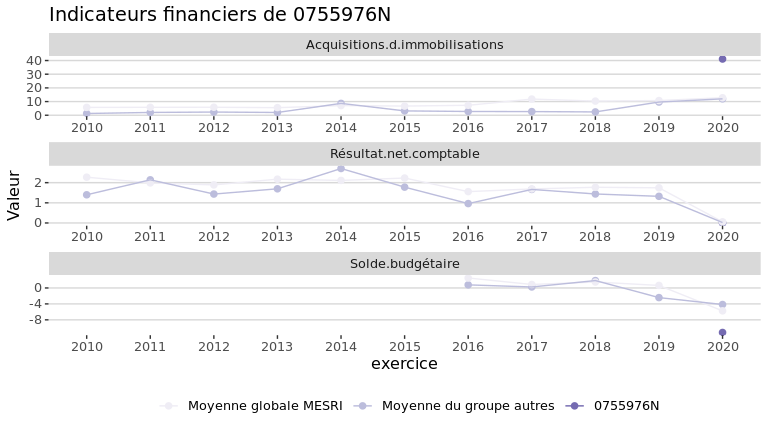 Indicateurs financiers de 0755976N
Acquisitions.d.immobilisations
40
30
20
10
0
2010 2011 2012 2013 2014 2015 2016 2017 2018 2019 2020
Résultat.net.comptable
2
1
0
2010 2011 2012 2013 2014 2015 2016 2017 2018 2019 2020
Valeur
Solde.budgétaire
0
-4
-8
2010 2011 2012 2013 2014 2015 2016 2017 2018 2019 2020
exercice
Moyenne globale MESRI Moyenne du groupe autres 0755976N